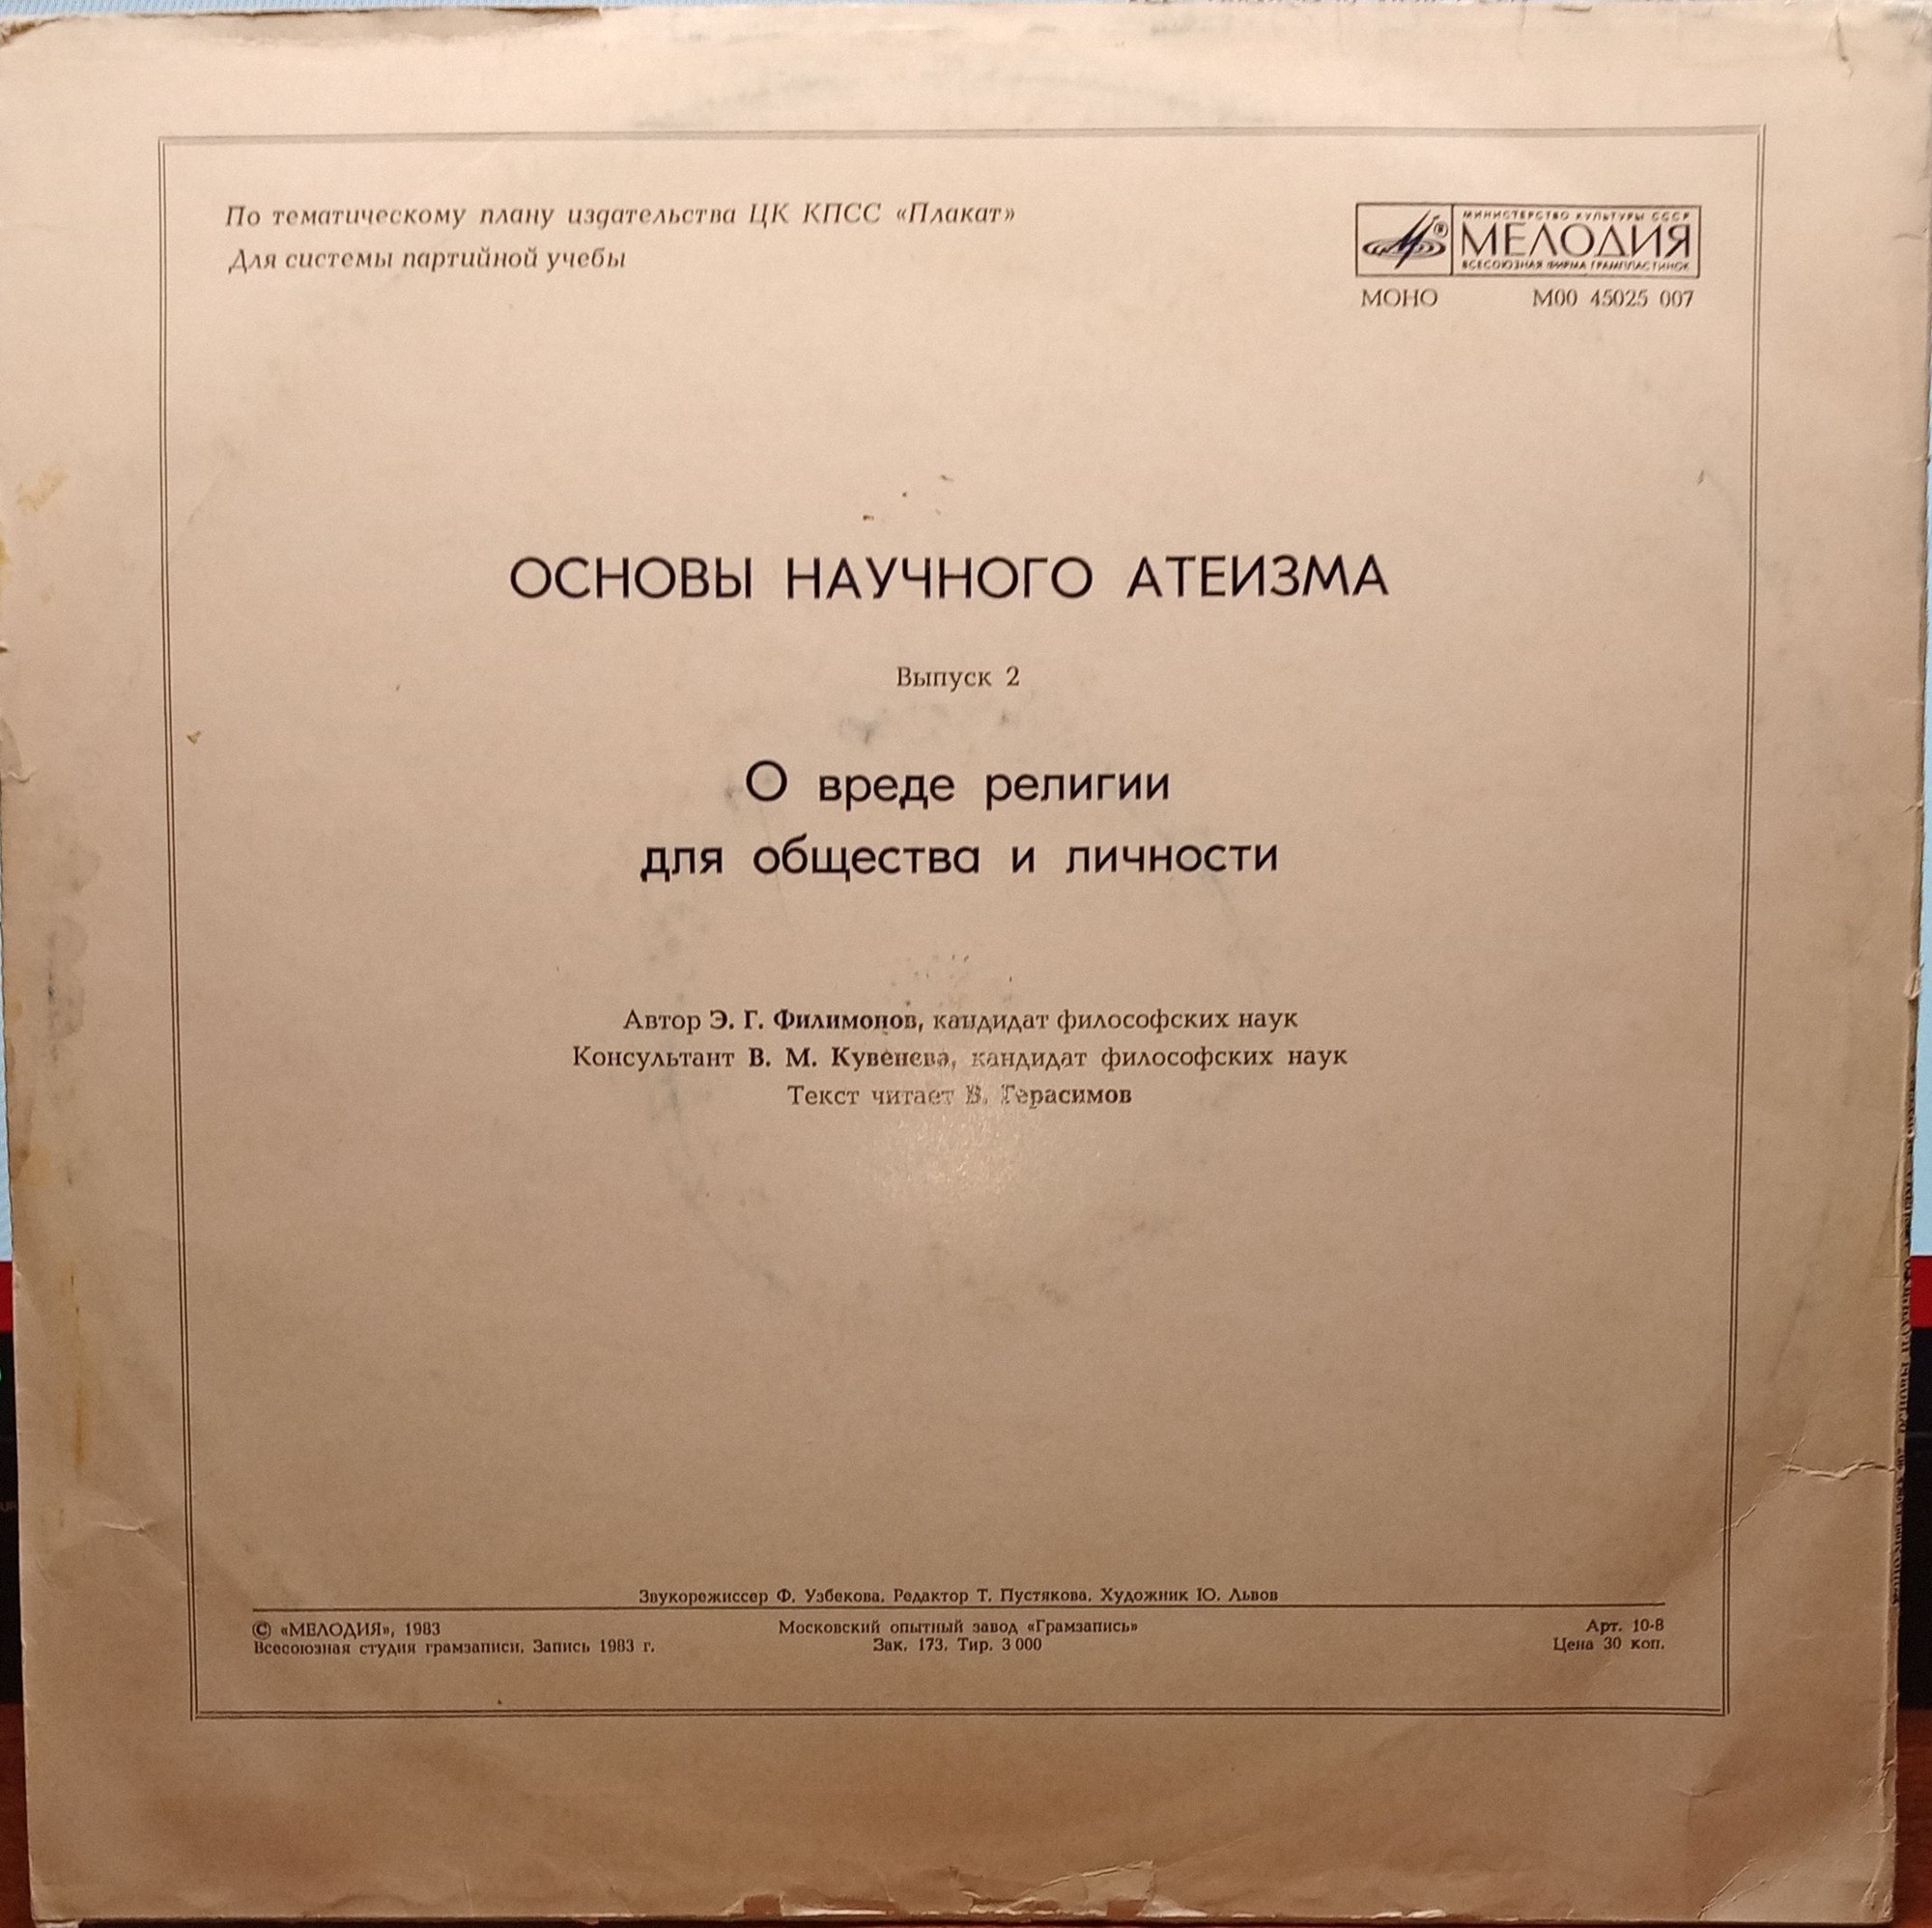 По тематическому плану издательства ЦК КПСС «Плакат»
Для системы партийной учебы
МИНИСТЕРСТВО КУЛЬТУРЫ СССР
МЕЛОДИЯ
ВСЕСОЮЗНАЯ ФИРМА ГРАМПЛАСТИНОК
МОНО М00 45025 007
ОСНОВЫ НАУЧНОГО АТЕИЗМА
Выпуск 2
О вреде религии
для общества и личности
Автор Э. Г. Филимонов, кандидат философских наук
Консультант В. М. Кувенева, кандидат философских наук
Текст читает В. Герасимов
Звукорежиссер Ф. Узбекова. Редактор Т. Пустякова. Художник Ю. Львов
© «МЕЛОДИЯ», 1983 Московский опытный завод «Грамзапись» Арт. 10-8
Всесоюзная студия грамзаписи. Запись 1983 г. Зак. 173. Тир. 3 000 Цена 30 коп.